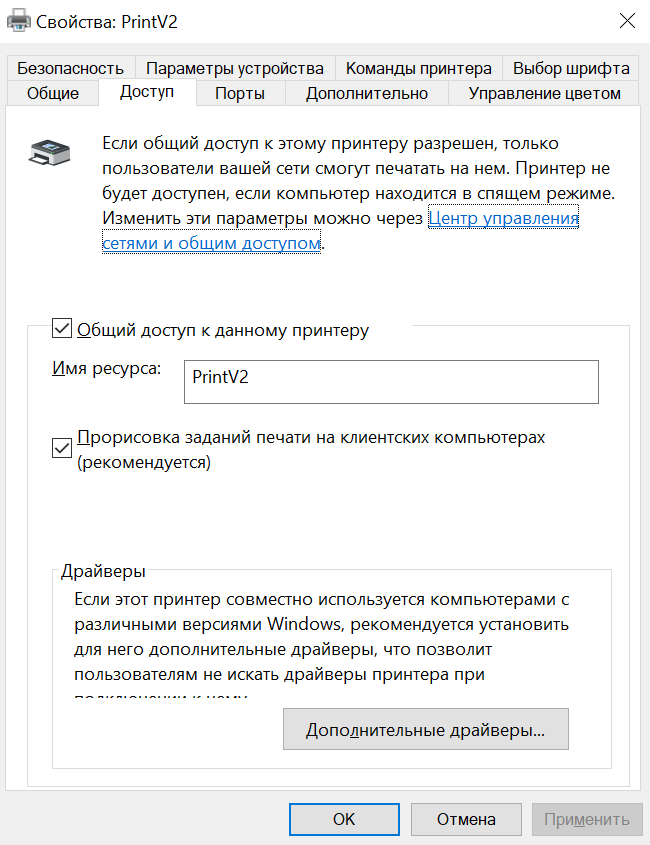 Свойства: PrintV2
Безопасность Параметры устройства Команды принтера Выбор шрифта
Общие Доступ Порты Дополнительно Управление цветом
Если общий доступ к этому принтеру разрешен, только
пользователи вашей сети смогут печатать на нем. Принтер не
будет доступен, если компьютер находится в спящем режиме.
Изменить эти параметры можно через Центр управления
сетями и общим доступом.
Общий доступ к данному принтеру
Имя ресурса: PrintV2
Прорисовка заданий печати на клиентских компьютерах
(рекомендуется)
Драйверы
Если этот принтер совместно используется компьютерами с
различными версиями Windows, рекомендуется установить
для него дополнительные драйверы, что позволит
пользователям не искать драйверы принтера при
подключении к нему.
Дополнительные драйверы...
OK Отмена Применить